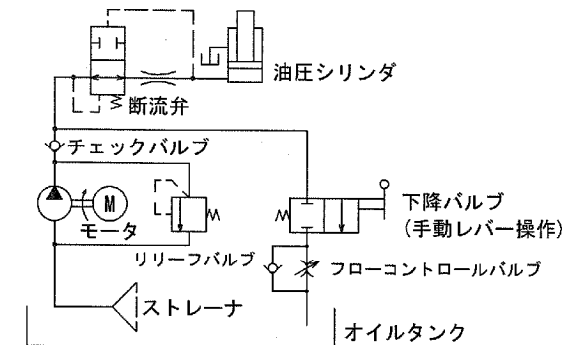 油圧シリンダ
断流弁
チェックバルブ
M
モータ
下降バルブ
(手動レバー操作)
リリーフバルブ
フローコントロールバルブ
ストレーナ
オイルタンク